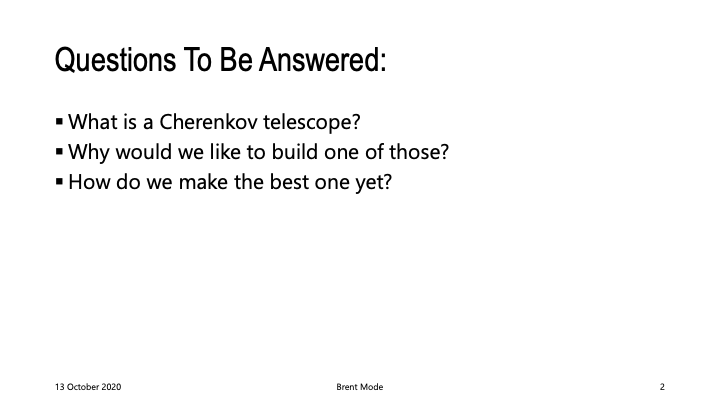 Questions To Be Answered:
▪ What is a Cherenkov telescope?
▪ Why would we like to build one of those?
▪ How do we make the best one yet?
13 October 2020
Brent Mode
2